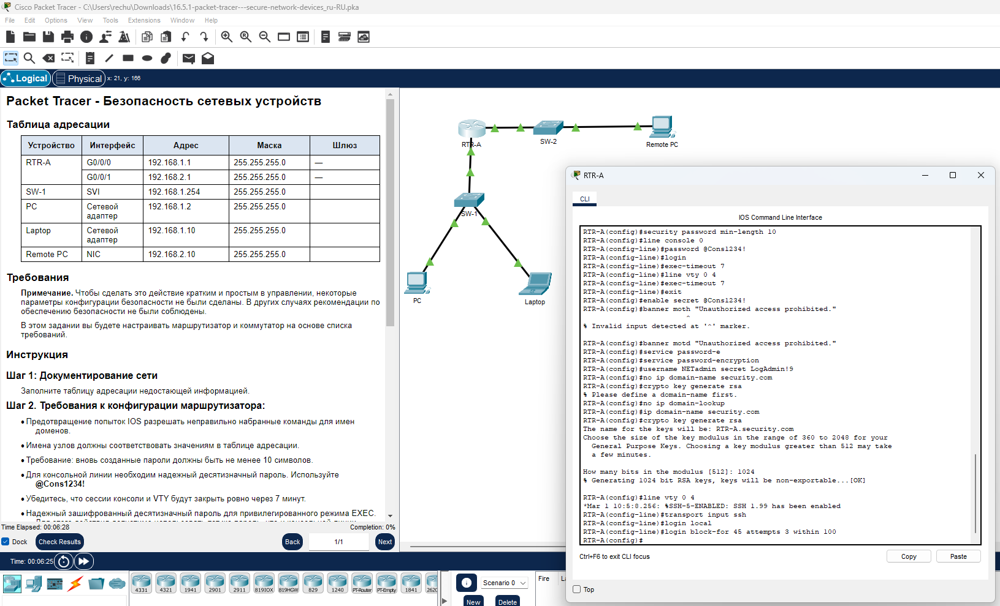 Cisco Packet Tracer - C:\Users\rechu\Downloads\16.5.1-packet-tracer---secure-network-devices_ru-RU.pka
File Edit Options View Tools Extensions Window Help
Logical Physical x: 21, y: 166
Packet Tracer - Безопасность сетевых устройств
Таблица адресации
Устройство Интерфейс Адрес Маска Шлюз
RTR-A G0/0/0 192.168.1.1 255.255.255.0 —
G0/0/1 192.168.2.1 255.255.255.0 —
SW-1 SVI 192.168.1.254 255.255.255.0
PC Сетевой адаптер 192.168.1.2 255.255.255.0
Laptop Сетевой адаптер 192.168.1.10 255.255.255.0
Remote PC NIC 192.168.2.10 255.255.255.0
Требования
Примечание. Чтобы сделать это действие кратким и простым в управлении, некоторые
параметры конфигурации безопасности не были сделаны. В других случаях рекомендации по
обеспечению безопасности не были соблюдены.
В этом задании вы будете настраивать маршрутизатор и коммутатор на основе списка
требований.
Инструкция
Шаг 1: Документирование сети
Заполните таблицу адресации недостающей информацией.
Шаг 2. Требования к конфигурации маршрутизатора:
• Предотвращение попыток IOS разрешать неправильно набранные команды для имен
доменов.
• Имена узлов должны соответствовать значениям в таблице адресации.
• Требование: вновь созданные пароли должны быть не менее 10 символов.
• Для консольной линии необходим надежный десятизначный пароль. Используйте
@Cons1234!
• Убедитесь, что сессии консоли и VTY будут закрыть ровно через 7 минут.
• Надежный зашифрованный десятизначный пароль для привилегированного режима EXEC.
Time Elapsed: 00:06:28 Completion: 0%
Dock Check Results Back 1/1 Next
Time: 00:06:25
4331 4321 1941 2901 2911 819IOX 819HGW 829 1240 PT-Router PT-Empty 1841 2620
Scenario 0
New Delete
Fire
RTR-A
SW-2
Remote PC
SW-1
PC
Laptop
RTR-A
CLI
IOS Command Line Interface
RTR-A(config)#security password min-length 10
RTR-A(config)#line console 0
RTR-A(config-line)#password @Cons1234!
RTR-A(config-line)#login
RTR-A(config-line)#exec-timeout 7
RTR-A(config-line)#line vty 0 4
RTR-A(config-line)#exec-timeout 7
RTR-A(config-line)#exit
RTR-A(config)#enable secret @Cons1234!
RTR-A(config)#banner moth "Unauthorized access prohibited."
^
% Invalid input detected at '^' marker.
RTR-A(config)#banner motd "Unauthorized access prohibited."
RTR-A(config)#service password-e
RTR-A(config)#service password-encryption
RTR-A(config)#username NETadmin secret LogAdmin!9
RTR-A(config)#no ip domain-name security.com
RTR-A(config)#crypto key generate rsa
% Please define a domain-name first.
RTR-A(config)#no ip domain-lookup
RTR-A(config)#ip domain-name security.com
RTR-A(config)#crypto key generate rsa
The name for the keys will be: RTR-A.security.com
Choose the size of the key modulus in the range of 360 to 2048 for your
General Purpose Keys. Choosing a key modulus greater than 512 may take
a few minutes.
How many bits in the modulus [512]: 1024
% Generating 1024 bit RSA keys, keys will be non-exportable...[OK]
RTR-A(config)#line vty 0 4
*Mar 1 10:5:8.256: %SSH-5-ENABLED: SSH 1.99 has been enabled
RTR-A(config-line)#transport input ssh
RTR-A(config-line)#login local
RTR-A(config-line)#login block-for 45 attempts 3 within 100
RTR-A(config)#
Ctrl+F6 to exit CLI focus
Copy Paste
Top